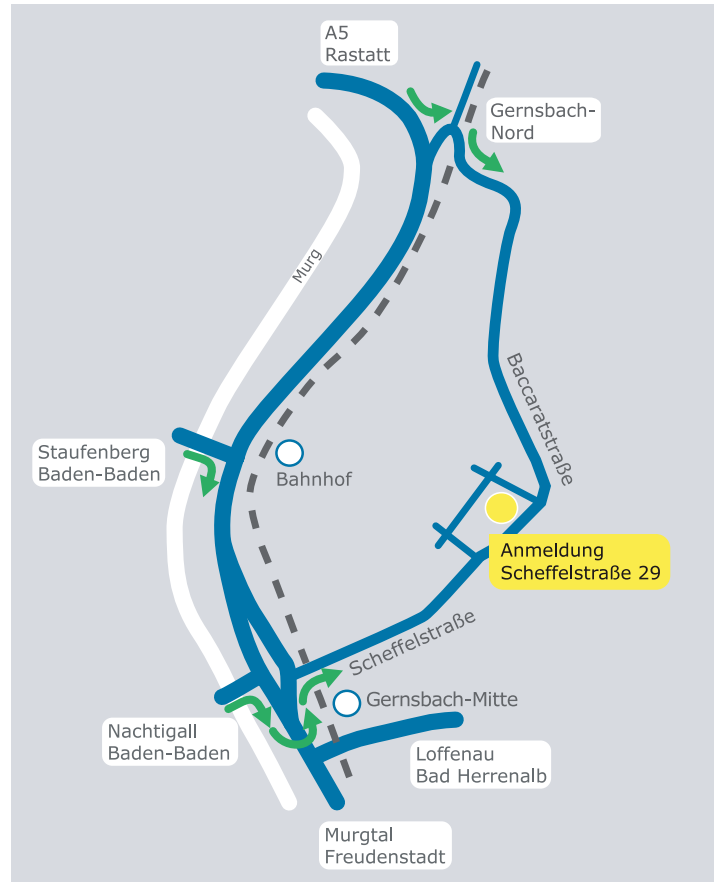 A5
Rastatt
Gernsbach-
Nord
Murg
Baccaratstraße
Staufenberg
Baden-Baden
Bahnhof
Anmeldung
Scheffelstraße 29
Scheffelstraße
Gernsbach-Mitte
Nachtigall
Baden-Baden
Loffenau
Bad Herrenalb
Murgtal
Freudenstadt